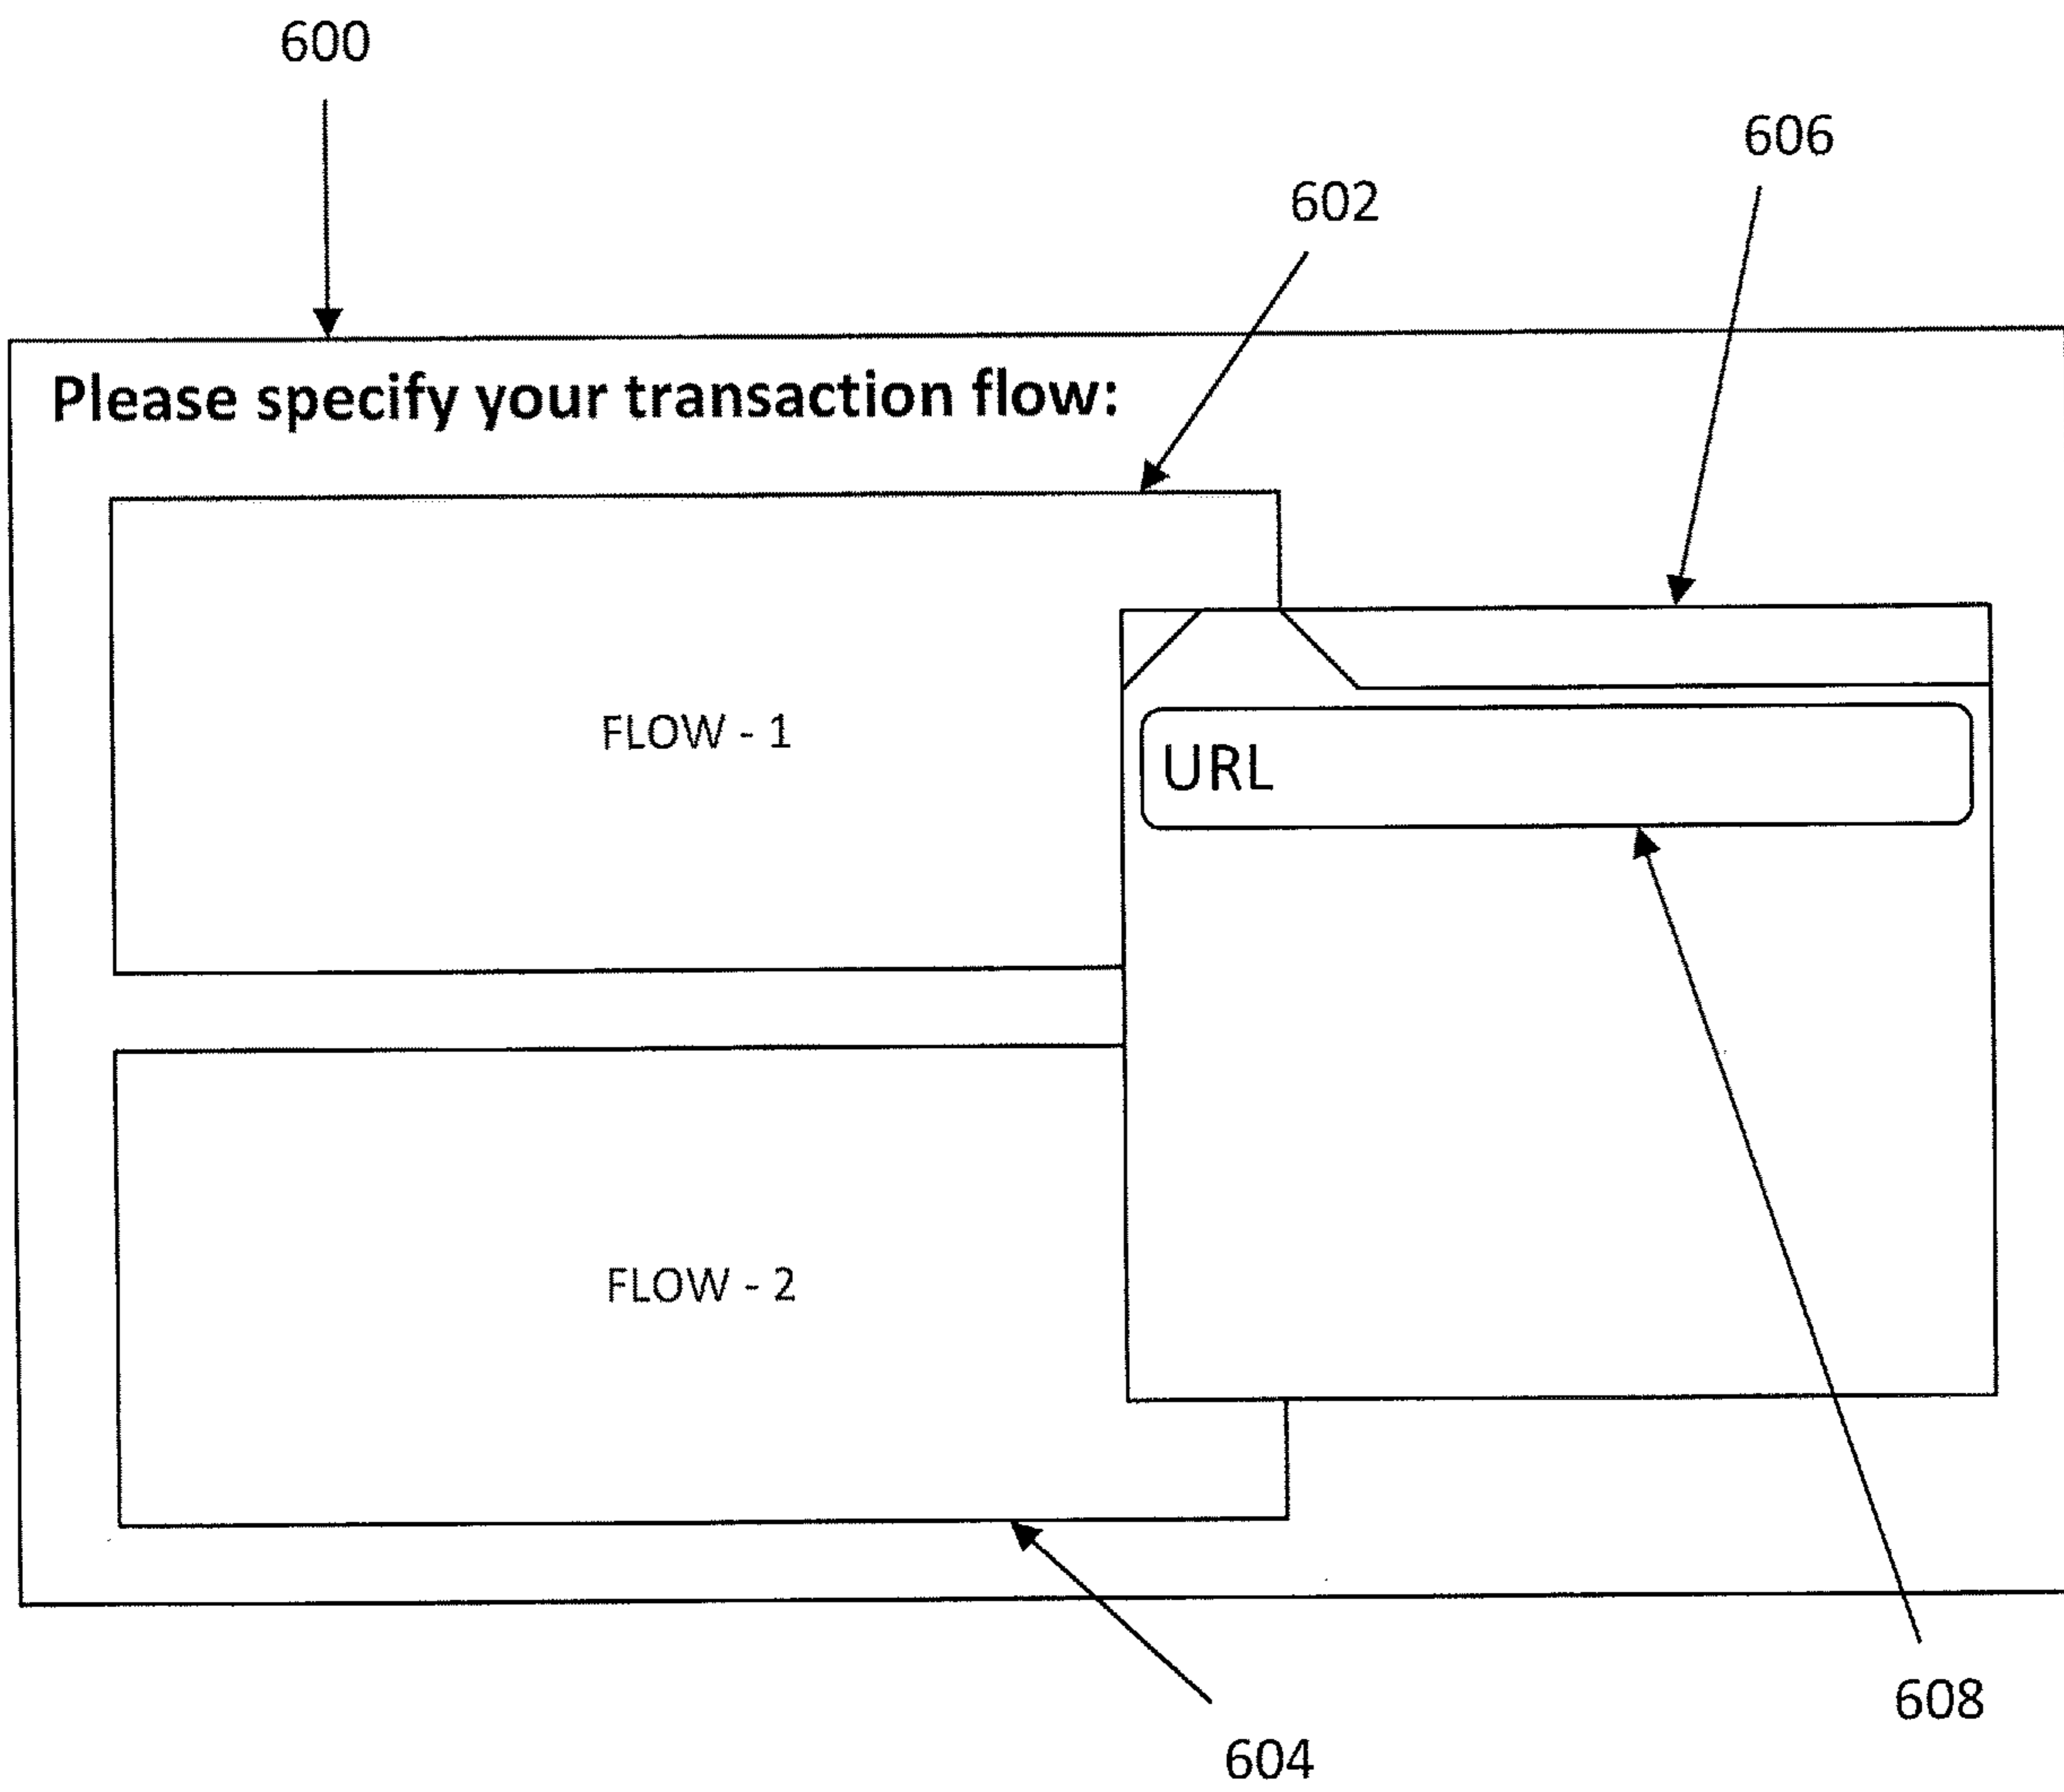 600
606
602
Please specify your transaction flow:
FLOW - 1
URL
FLOW - 2
608
604